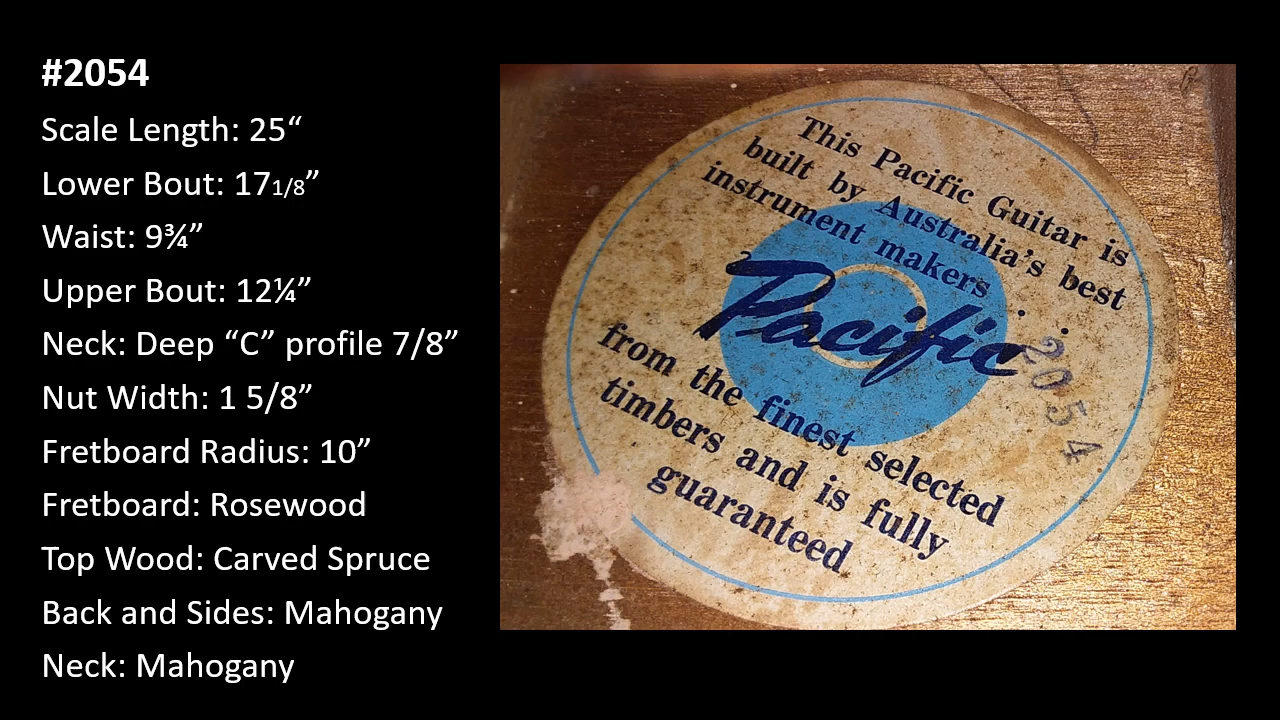 #2054
Scale Length: 25“
Lower Bout: 171/8”
Waist: 9¾”
Upper Bout: 12¼”
Neck: Deep “C” profile 7/8”
Nut Width: 1 5/8”
Fretboard Radius: 10”
Fretboard: Rosewood
Top Wood: Carved Spruce
Back and Sides: Mahogany
Neck: Mahogany
This Pacific Guitar is
built by Australia's best
instrument makers
Pacific
2054
from the finest selected
timbers and is fully
guaranteed